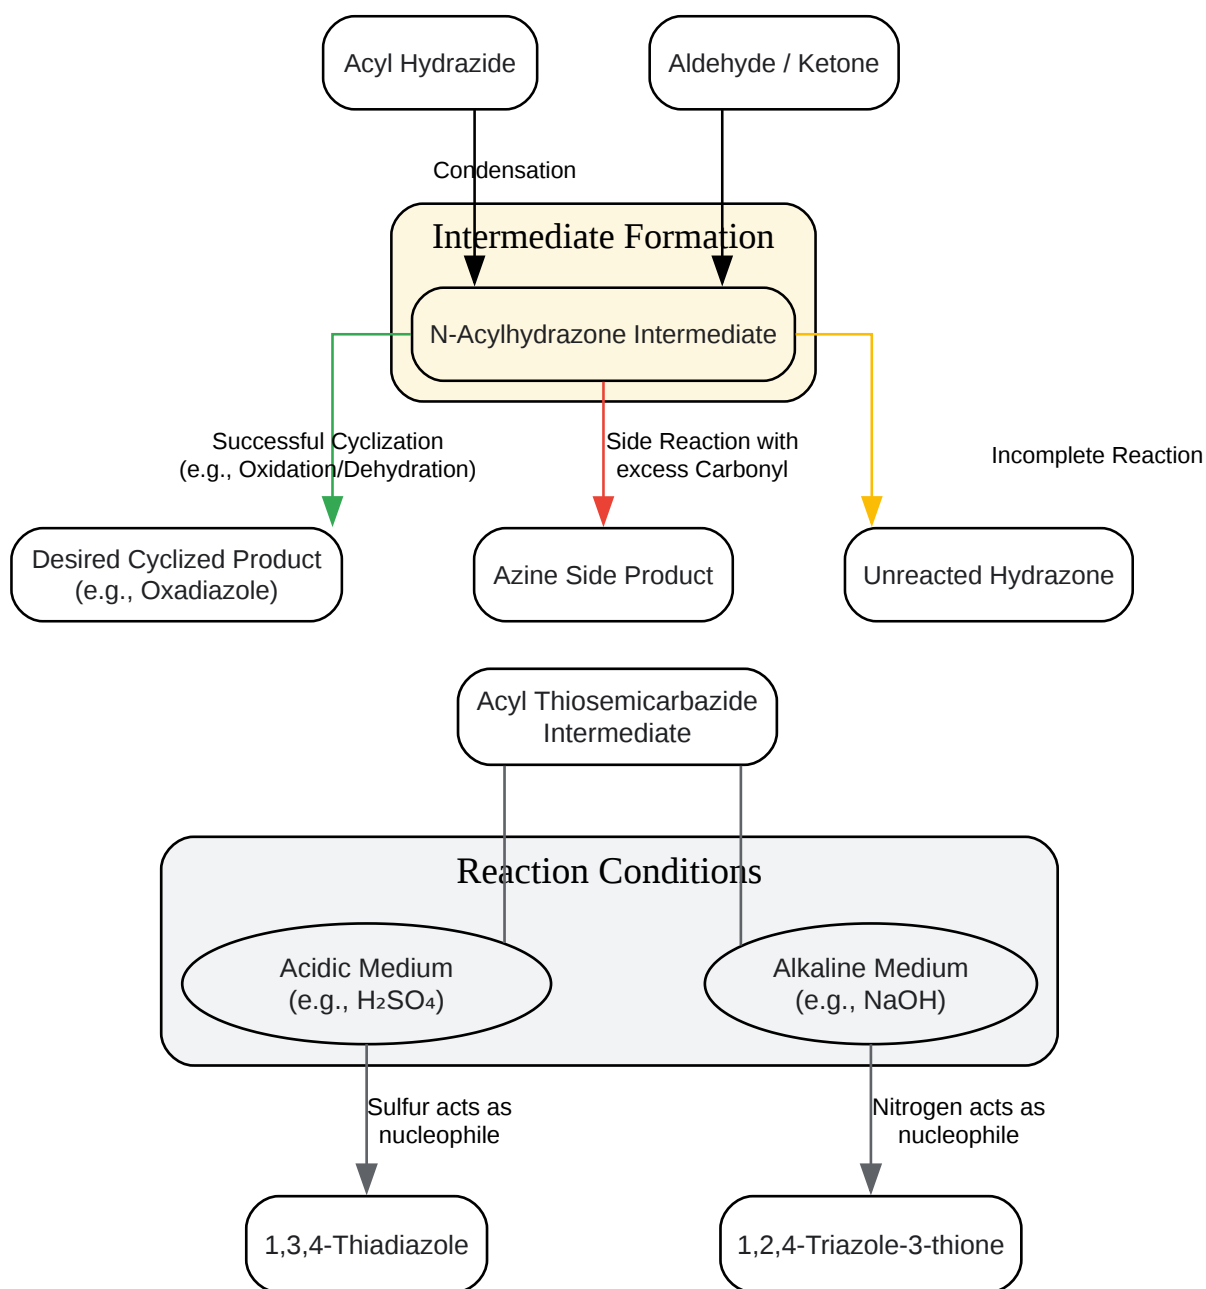 Acyl Hydrazide
Aldehyde / Ketone
Condensation
Intermediate Formation
N-Acylhydrazone Intermediate
Successful Cyclization
(e.g., Oxidation/Dehydration)
Side Reaction with
excess Carbonyl
Incomplete Reaction
Desired Cyclized Product
(e.g., Oxadiazole)
Azine Side Product
Unreacted Hydrazone
Acyl Thiosemicarbazide
Intermediate
Reaction Conditions
Acidic Medium
(e.g., H₂SO₄)
Alkaline Medium
(e.g., NaOH)
Sulfur acts as
nucleophile
Nitrogen acts as
nucleophile
1,3,4-Thiadiazole
1,2,4-Triazole-3-thione